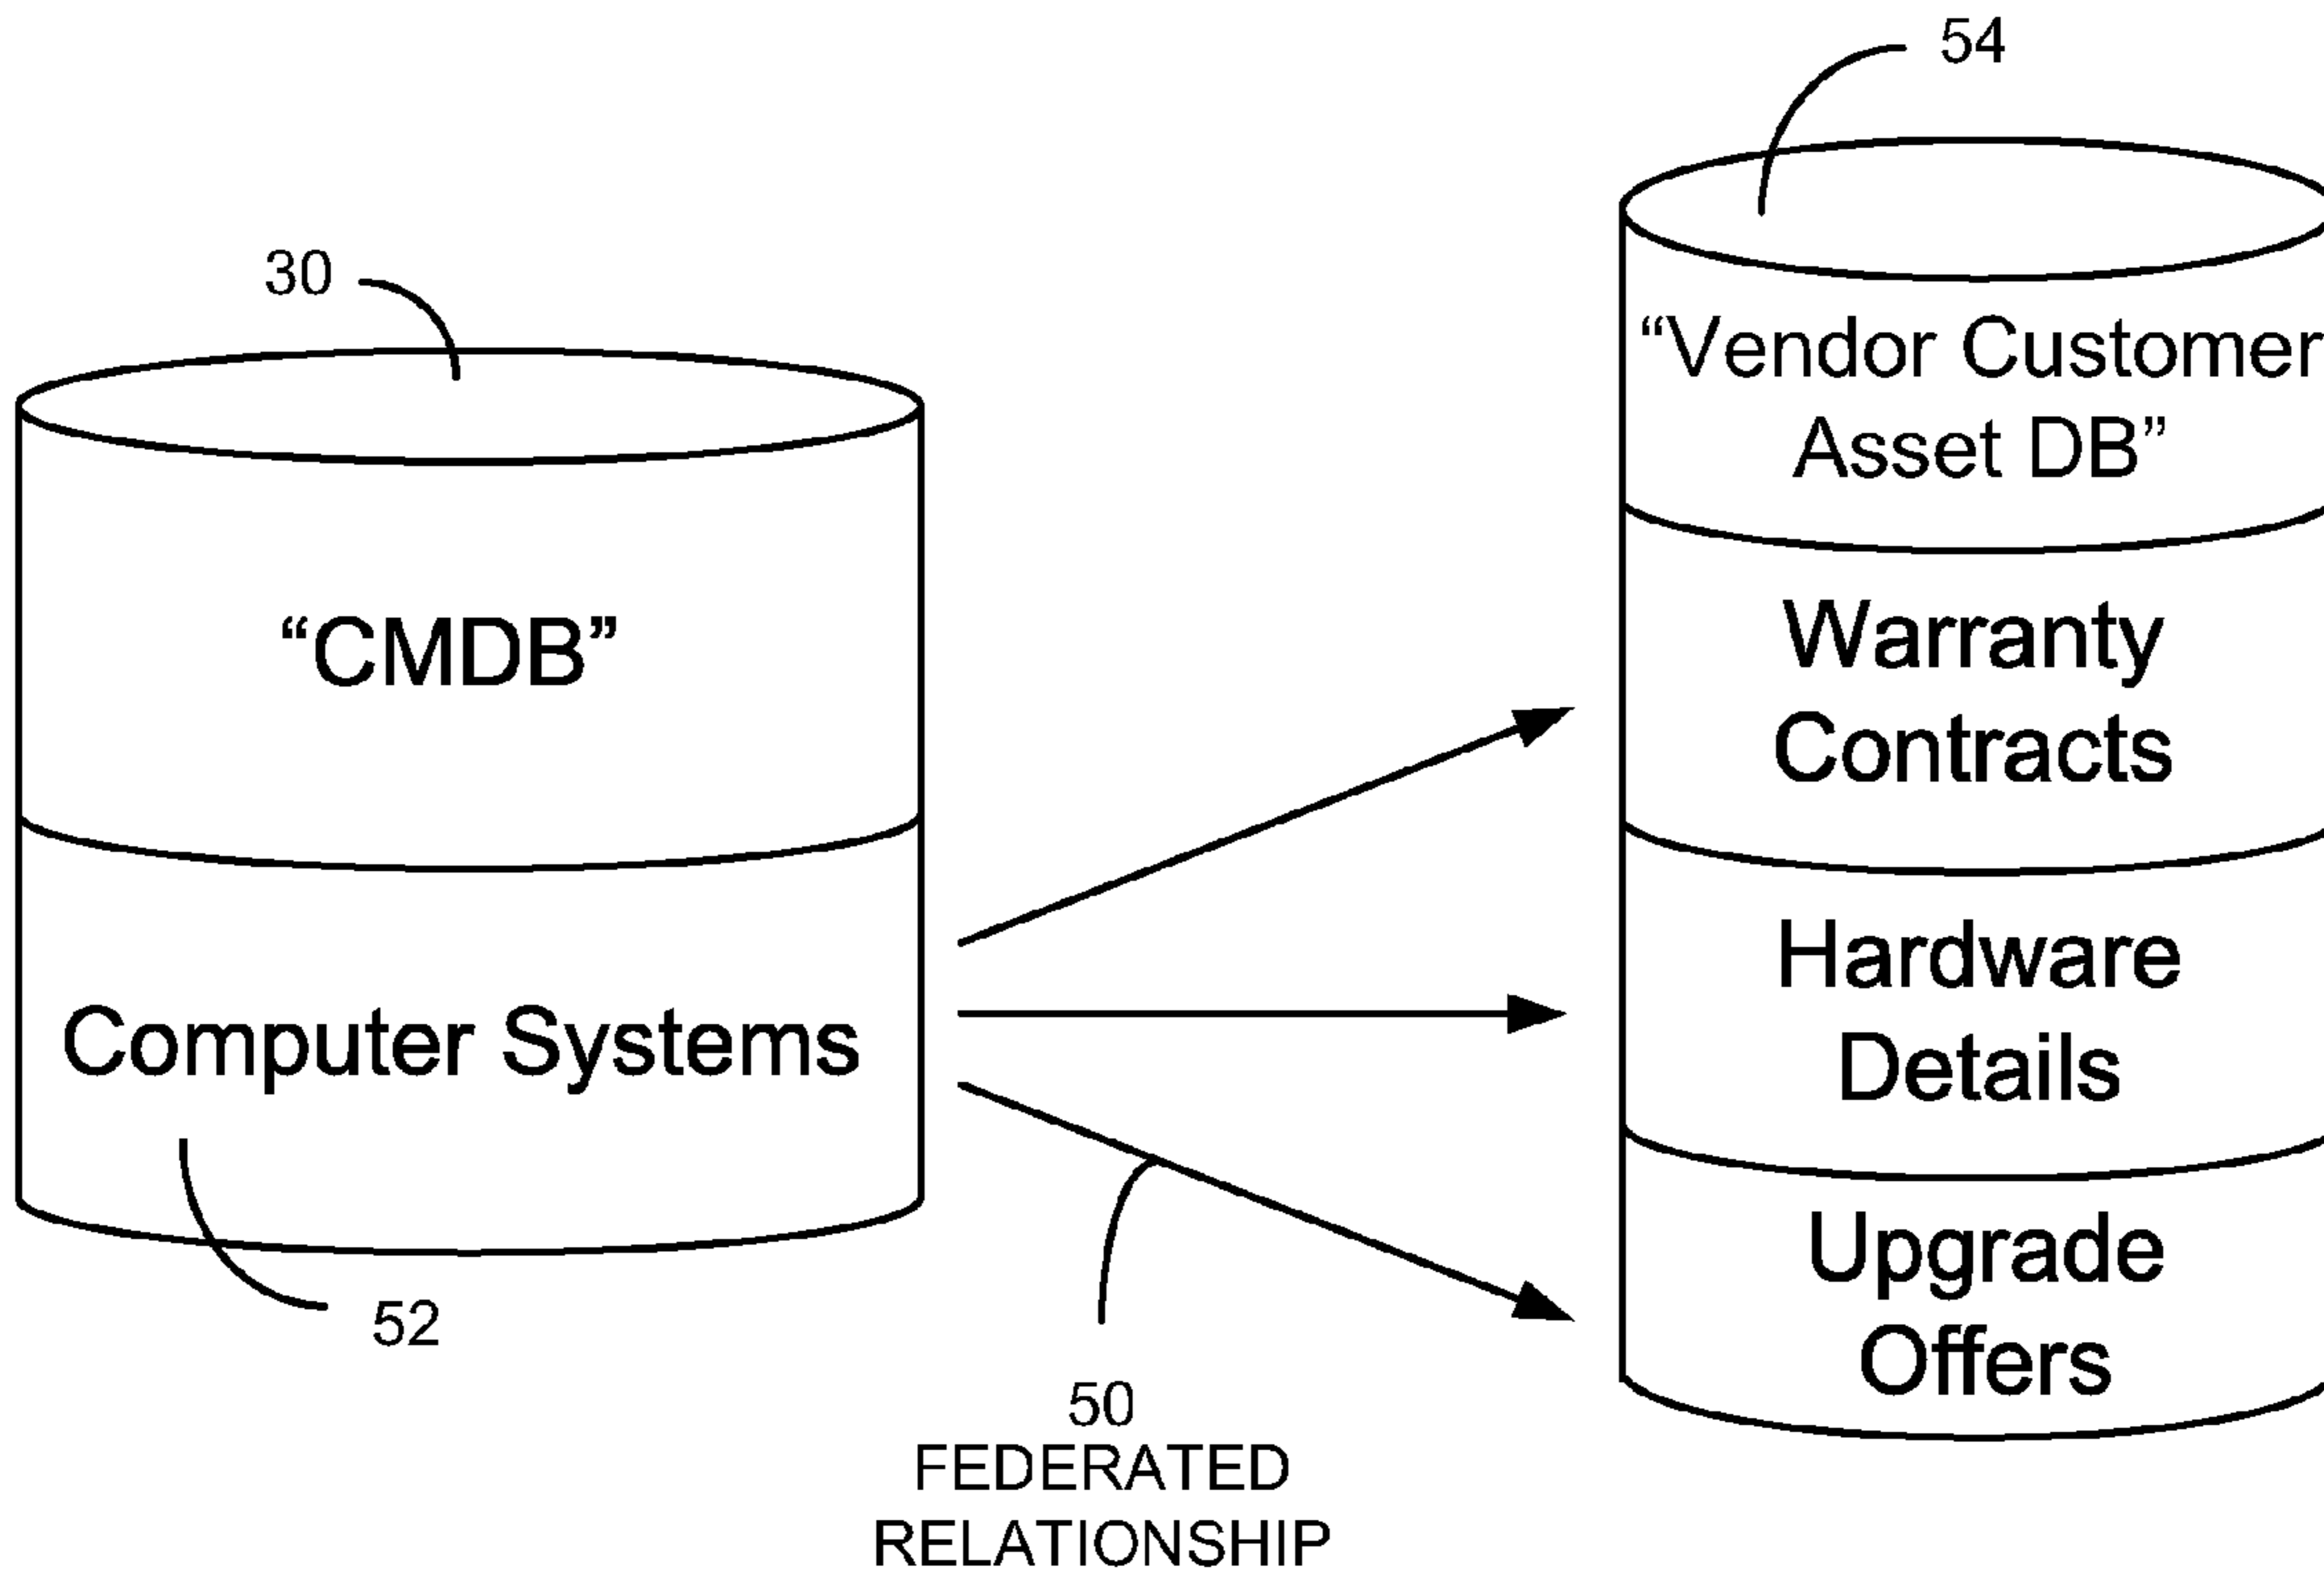 54
30
“Vendor Customer
Asset DB”
“CMDB”
Warranty
Contracts
Computer Systems
Hardware
Details
Upgrade
Offers
52
50
FEDERATED
RELATIONSHIP